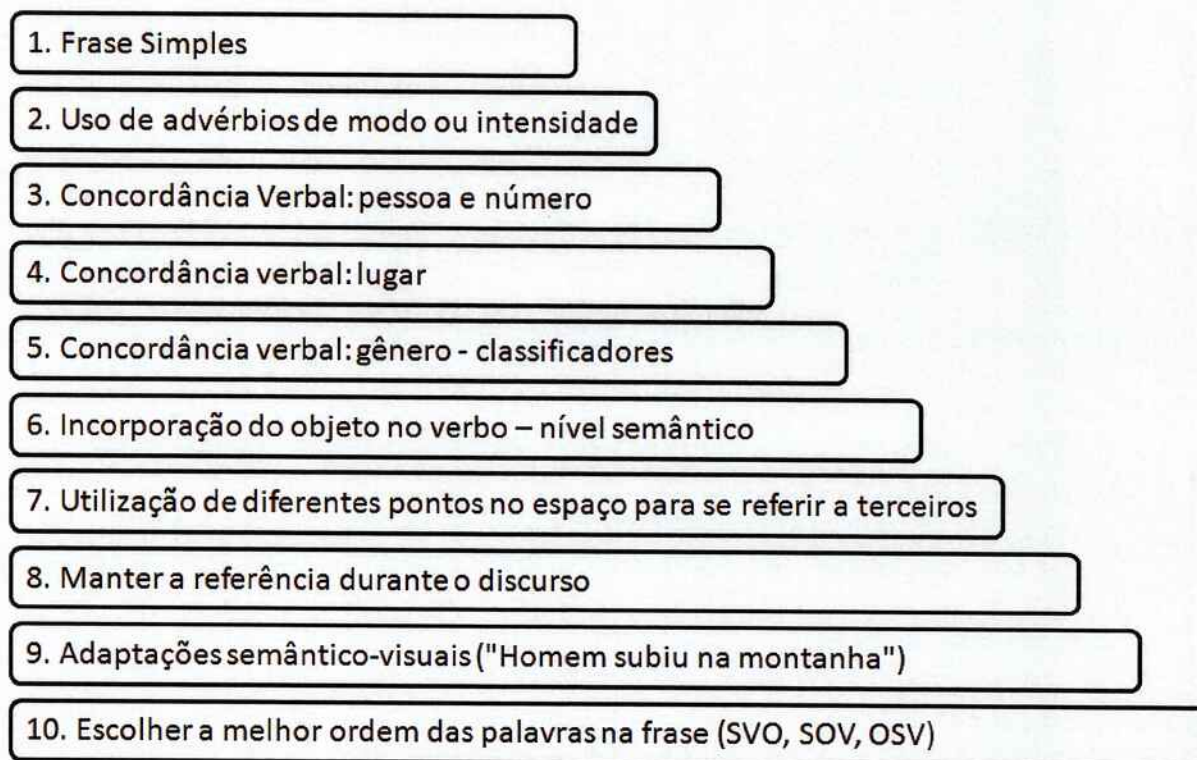 1. Frase Simples
2. Uso de advérbios de modo ou intensidade
3. Concordância Verbal: pessoa e número
4. Concordância verbal: lugar
5. Concordância verbal: gênero - classificadores
6. Incorporação do objeto no verbo – nível semântico
7. Utilização de diferentes pontos no espaço para se referir a terceiros
8. Manter a referência durante o discurso
9. Adaptações semântico-visuais ("Homem subiu na montanha")
10. Escolher a melhor ordem das palavras na frase (SVO, SOV, OSV)